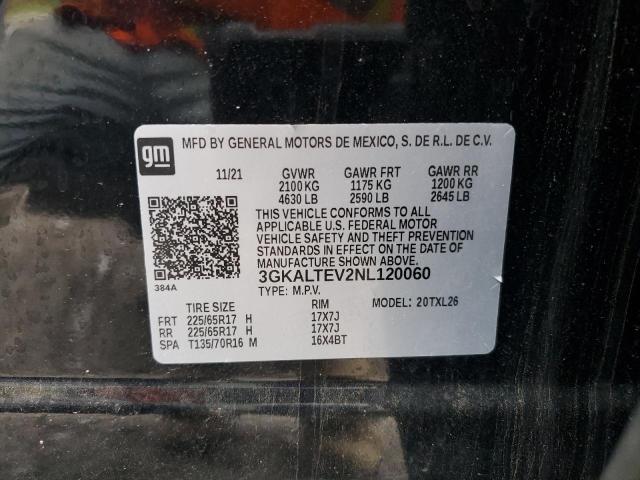 gm
MFD BY GENERAL MOTORS DE MEXICO, S. DE R.L. DE C.V.
11/21 GVWR GAWR FRT GAWR RR
2100 KG 1175 KG 1200 KG
4630 LB 2590 LB 2645 LB
THIS VEHICLE CONFORMS TO ALL
APPLICABLE U.S. FEDERAL MOTOR
VEHICLE SAFETY AND THEFT PREVENTION
STANDARDS IN EFFECT ON THE DATE OF
MANUFACTURE SHOWN ABOVE.
384A
3GKALTEV2NL120060
TYPE: M.P.V.
TIRE SIZE RIM MODEL: 20TXL26
FRT 225/65R17 H 17X7J
RR 225/65R17 H 17X7J
SPA T135/70R16 M 16X4BT